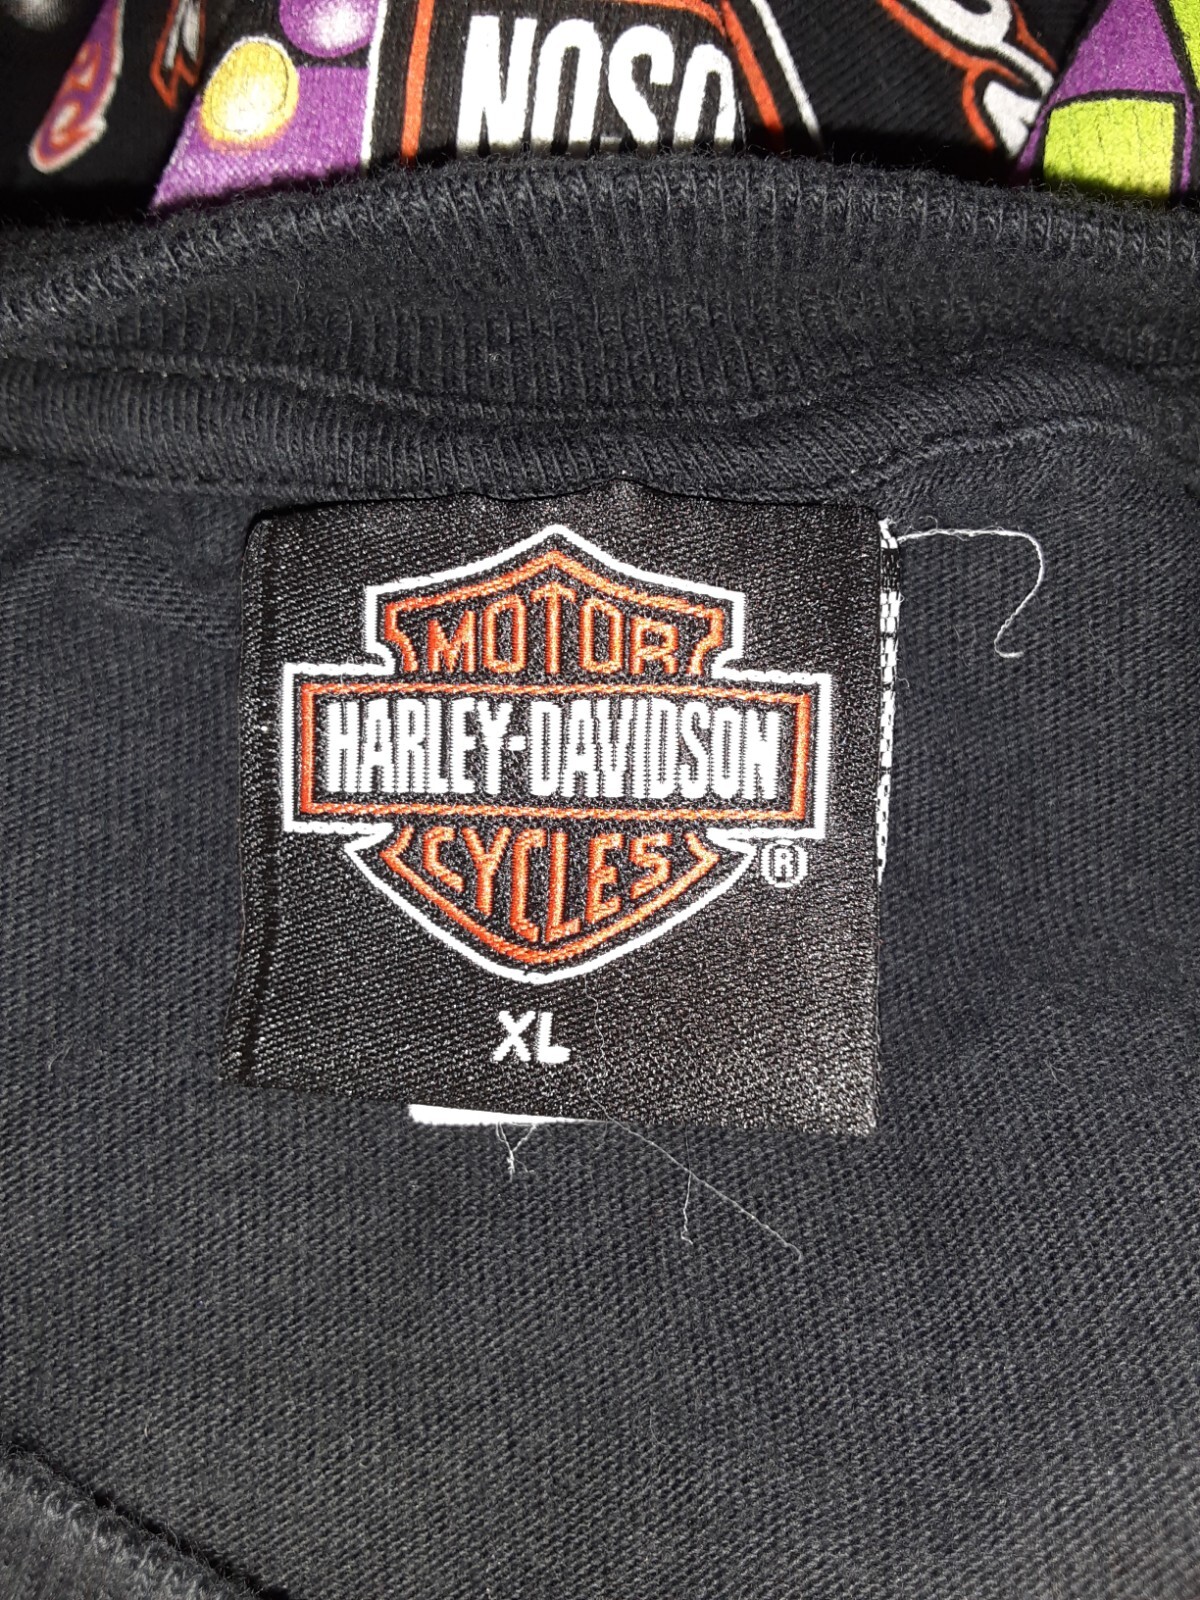 MOTOR
HARLEY-DAVIDSON
CYCLES
®
XL